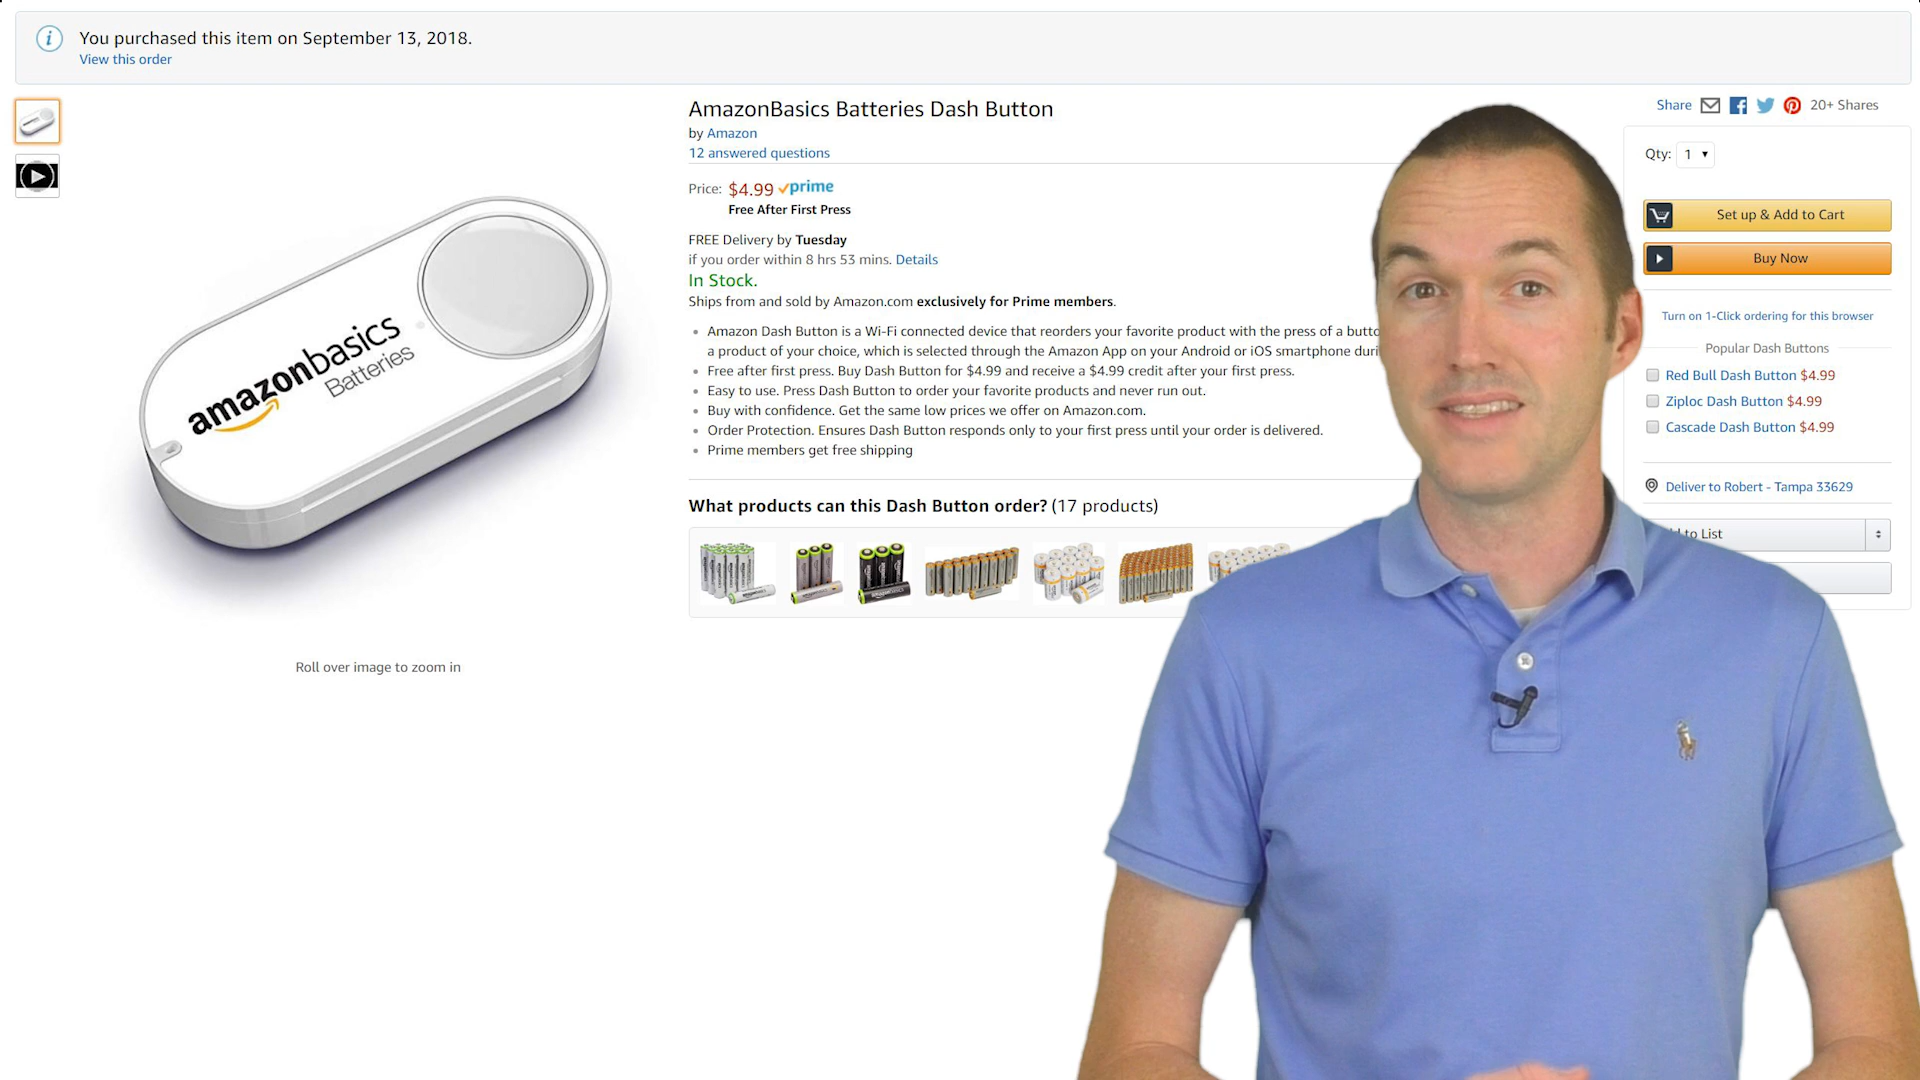 You purchased this item on September 13, 2018.
View this order
AmazonBasics Batteries Dash Button
by Amazon
12 answered questions
Price: $4.99 prime
Free After First Press
FREE Delivery by Tuesday
if you order within 8 hrs 53 mins. Details
In Stock.
Ships from and sold by Amazon.com exclusively for Prime members.
• Amazon Dash Button is a Wi-Fi connected device that reorders your favorite product with the press of a
a product of your choice, which is selected through the Amazon App on your Android or iOS smartphone
• Free after first press. Buy Dash Button for $4.99 and receive a $4.99 credit after your first press.
• Easy to use. Press Dash Button to order your favorite products and never run out.
• Buy with confidence. Get the same low prices we offer on Amazon.com.
• Order Protection. Ensures Dash Button responds only to your first press until your order is delivered.
• Prime members get free shipping
What products can this Dash Button order? (17 products)
amazonbasics
Batteries
Roll over image to zoom in
Share 20+ Shares
Qty: 1
Set up & Add to Cart
Buy Now
Turn on 1-Click ordering for this browser
Popular Dash Buttons
Red Bull Dash Button $4.99
Ziploc Dash Button $4.99
Cascade Dash Button $4.99
Deliver to Robert - Tampa 33629
to List